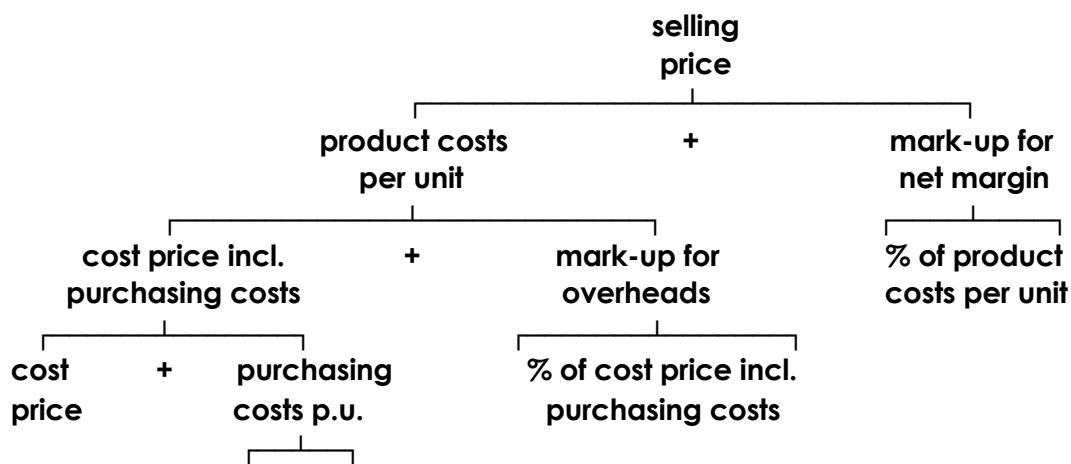 selling
price
product costs
per unit
+
mark-up for
net margin
cost price incl.
purchasing costs
+
mark-up for
overheads
% of product
costs per unit
cost
price
+
purchasing
costs p.u.
% of cost price incl.
purchasing costs